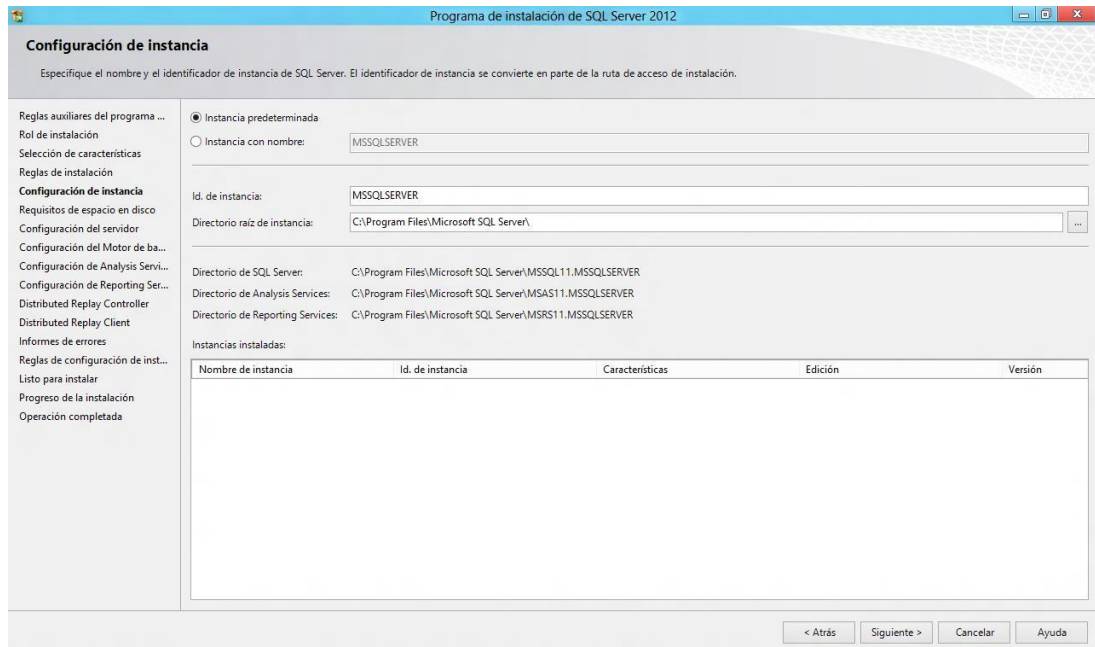 Programa de instalación de SQL Server 2012
Configuración de instancia
Especifique el nombre y el identificador de instancia de SQL Server. El identificador de instancia se convierte en parte de la ruta de acceso de instalación.
Reglas auxiliares del programa ...
Rol de instalación
Selección de características
Reglas de instalación
Configuración de instancia
Requisitos de espacio en disco
Configuración del servidor
Configuración del Motor de ba...
Configuración de Analysis Servi...
Configuración de Reporting Ser...
Distributed Replay Controller
Distributed Replay Client
Informes de errores
Reglas de configuración de inst...
Listo para instalar
Progreso de la instalación
Operación completada
Instancia predeterminada
Instancia con nombre: MSSQLSERVER
Id. de instancia: MSSQLSERVER
Directorio raíz de instancia: C:\Program Files\Microsoft SQL Server\ ...
Directorio de SQL Server: C:\Program Files\Microsoft SQL Server\MSSQL11.MSSQLSERVER
Directorio de Analysis Services: C:\Program Files\Microsoft SQL Server\MSAS11.MSSQLSERVER
Directorio de Reporting Services: C:\Program Files\Microsoft SQL Server\MSRS11.MSSQLSERVER
Instancias instaladas:
Nombre de instancia Id. de instancia Características Edición Versión
< Atrás Siguiente > Cancelar Ayuda